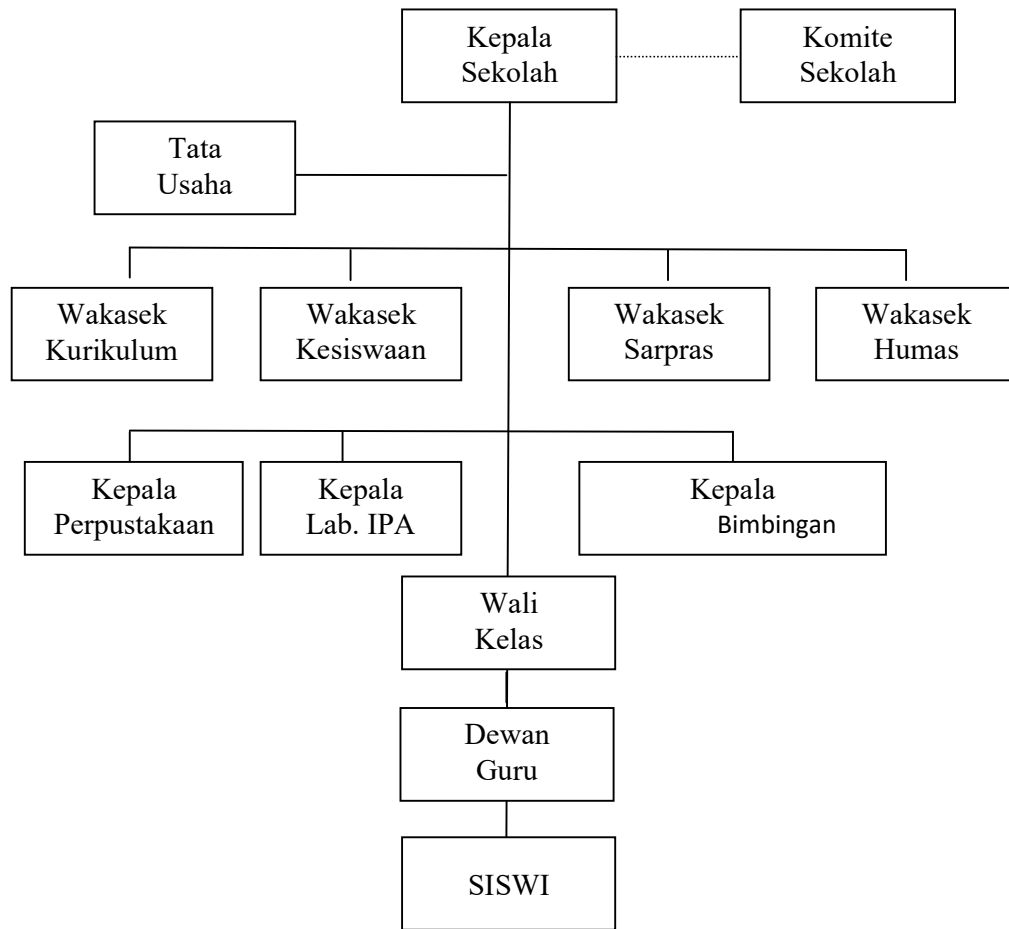 Kepala
Sekolah
Komite
Sekolah
Tata
Usaha
Wakasek
Kurikulum
Wakasek
Kesiswaan
Wakasek
Sarpras
Wakasek
Humas
Kepala
Perpustakaan
Kepala
Lab. IPA
Kepala
Bimbingan
Wali
Kelas
Dewan
Guru
SISWI